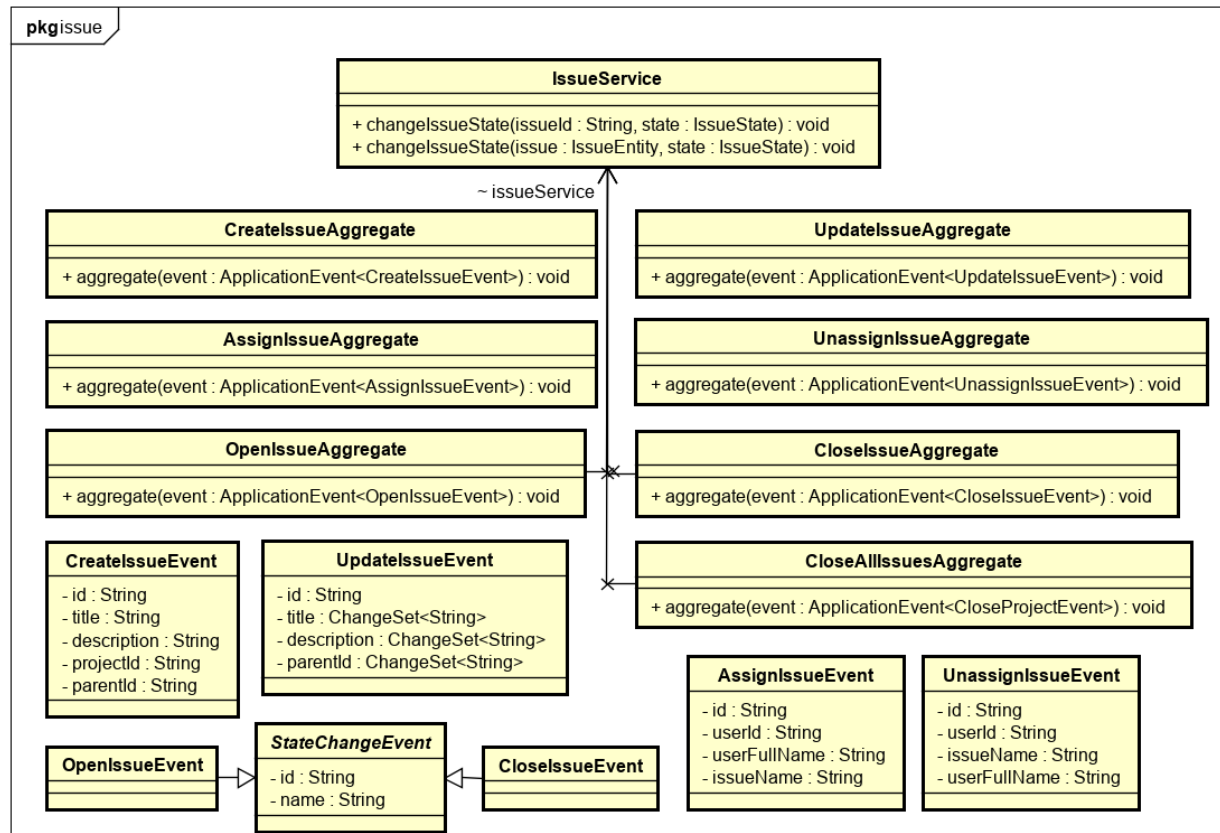 pkg issue
IssueService
+ changeIssueState(issueId : String, state : IssueState) : void
+ changeIssueState(issue : IssueEntity, state : IssueState) : void
~ issueService
CreateIssueAggregate
+ aggregate(event : ApplicationEvent<CreateIssueEvent>) : void
UpdateIssueAggregate
+ aggregate(event : ApplicationEvent<UpdateIssueEvent>) : void
AssignIssueAggregate
+ aggregate(event : ApplicationEvent<AssignIssueEvent>) : void
UnassignIssueAggregate
+ aggregate(event : ApplicationEvent<UnassignIssueEvent>) : void
OpenIssueAggregate
+ aggregate(event : ApplicationEvent<OpenIssueEvent>) : void
CloseIssueAggregate
+ aggregate(event : ApplicationEvent<CloseIssueEvent>) : void
CreateIssueEvent
- id : String
- title : String
- description : String
- projectId : String
- parentId : String
UpdateIssueEvent
- id : String
- title : ChangeSet<String>
- description : ChangeSet<String>
- parentId : ChangeSet<String>
CloseAllIssuesAggregate
+ aggregate(event : ApplicationEvent<CloseProjectEvent>) : void
AssignIssueEvent
- id : String
- userId : String
- userFullName : String
- issueName : String
UnassignIssueEvent
- id : String
- userId : String
- issueName : String
- userFullName : String
OpenIssueEvent
StateChangeEvent
- id : String
- name : String
CloseIssueEvent